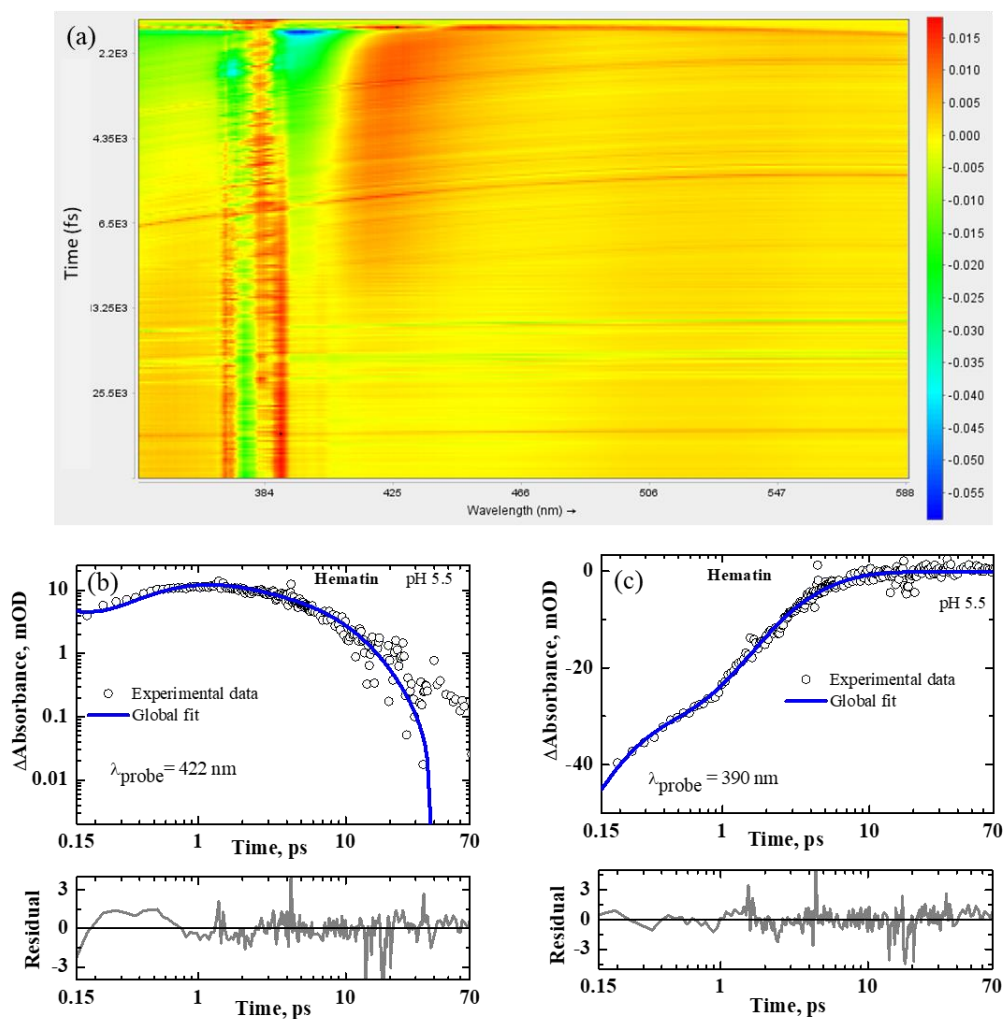 (a)
Time (fs)
2.2E3
4.35E3
6.5E3
3.25E3
25.5E3
384
425
466
506
547
588
Wavelength (nm) →
0.015
0.010
0.005
0.000
-0.005
-0.010
-0.015
-0.020
-0.025
-0.030
-0.035
-0.040
-0.045
-0.050
-0.055
(b)
Hematin pH 5.5
ΔAbsorbance, mOD
10
1
0.1
0.01
Experimental data
Global fit
λprobe = 422 nm
0.15 1 10 70
Time, ps
Residual
3
0
-3
0.15 1 10 70
Time, ps
(c)
Hematin
pH 5.5
ΔAbsorbance, mOD
0
-20
-40
Experimental data
Global fit
λprobe = 390 nm
0.15 1 10 70
Time, ps
Residual
3
0
-3
0.15 1 10 70
Time, ps